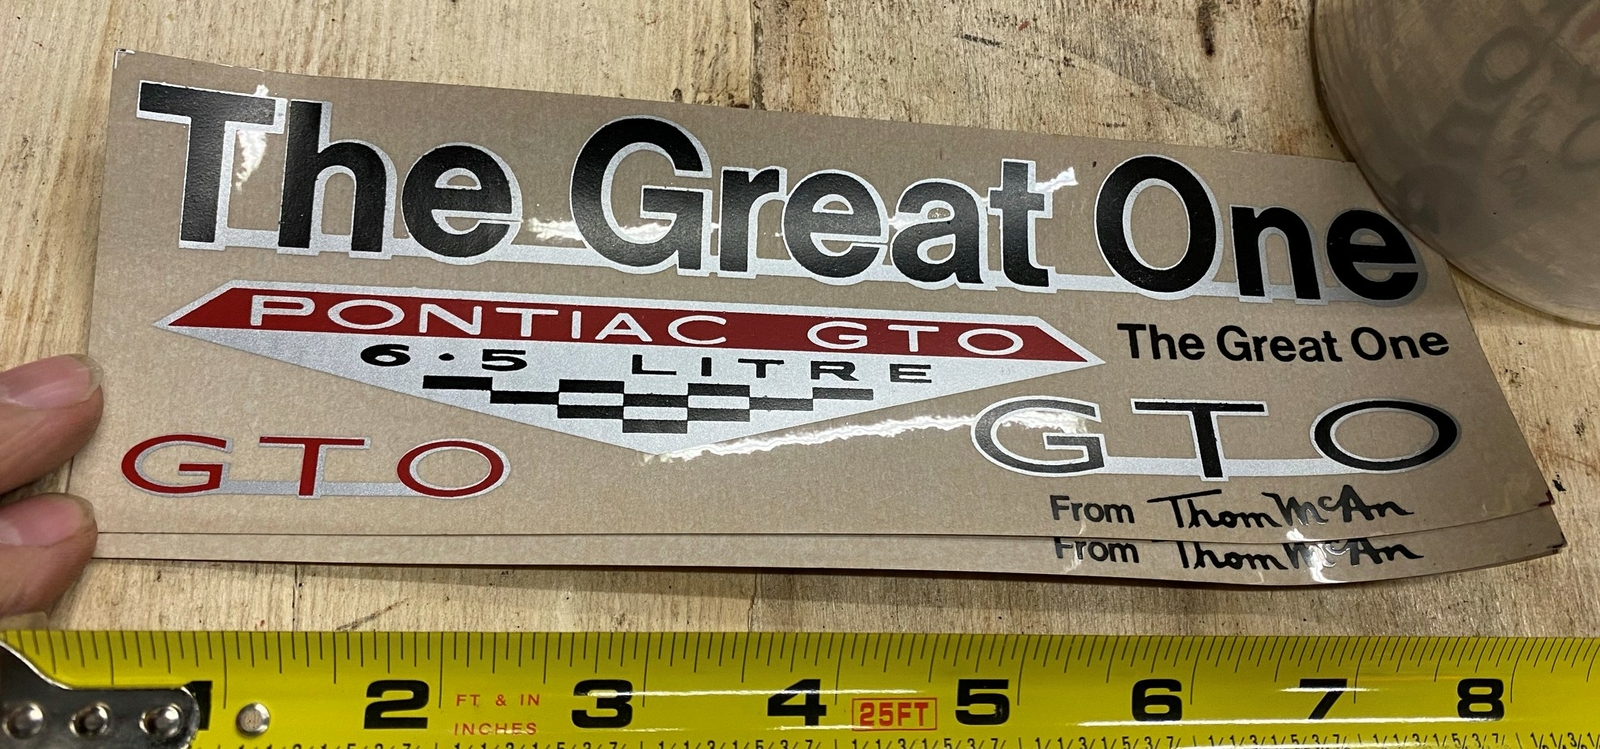 The Great One
PONTIAC GTO
6·5 LITRE
The Great One
GTO
GTO
From Thom McAn
From Thom McAn
1 2 FT & IN INCHES 3 4 25FT 5 6 7 8